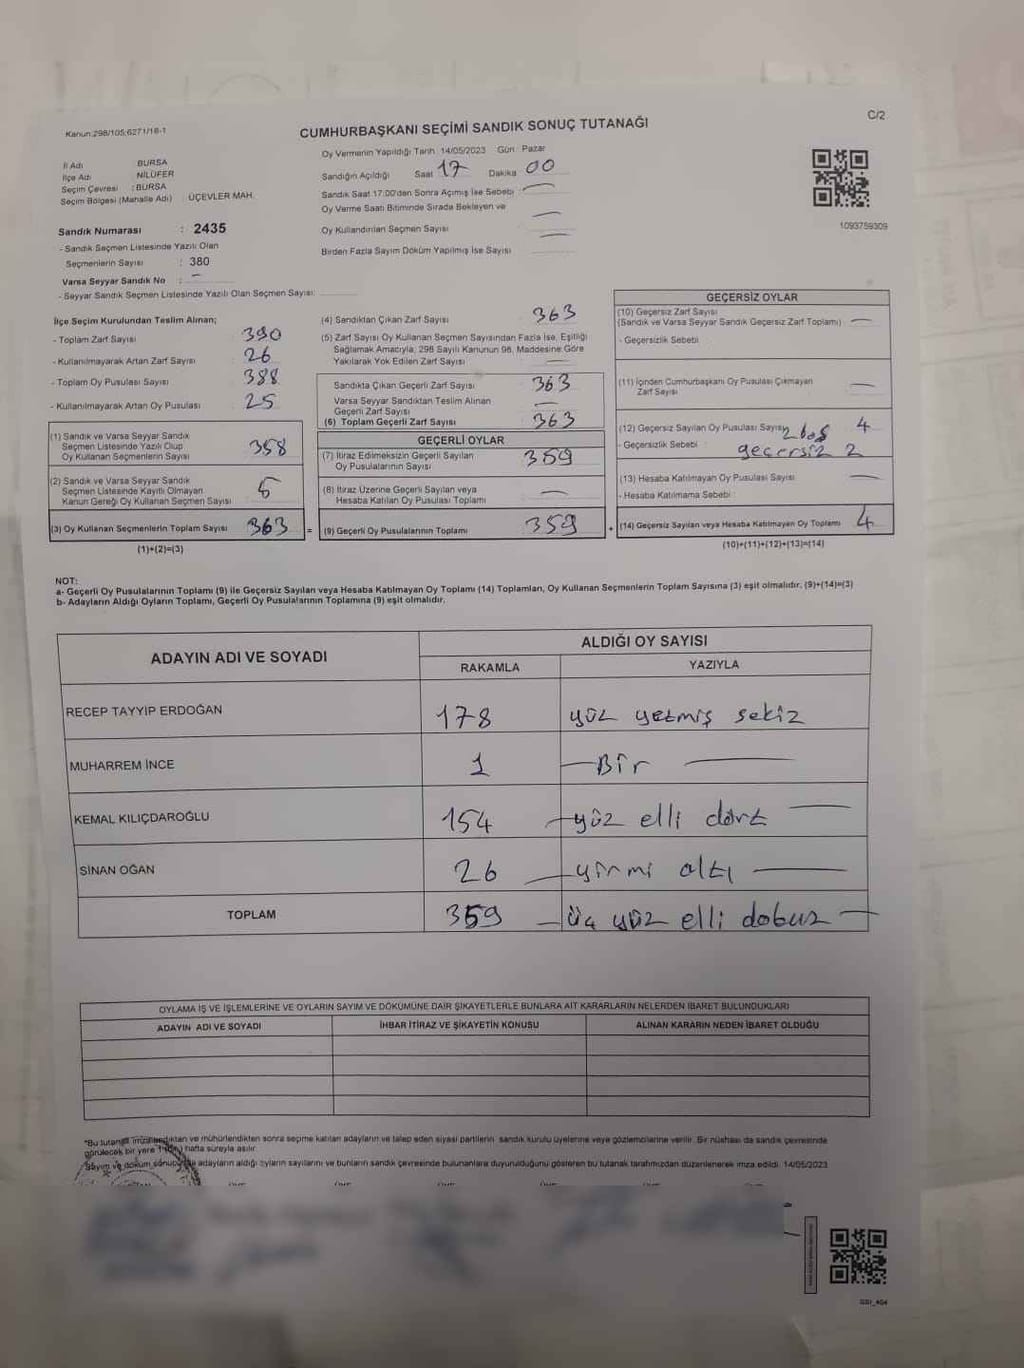 Kanun:298/105;6271/18-1
CUMHURBAŞKANI SEÇİMİ SANDIK SONUÇ TUTANAĞI
C/2
İl Adı BURSA
İlçe Adı NİLÜFER
Seçim Çevresi : BURSA
Seçim Bölgesi (Mahalle Adı) ÜÇEVLER MAH.
Sandık Numarası : 2435
- Sandık Seçmen Listesinde Yazılı Olan
Seçmenlerin Sayısı : 380
Varsa Seyyar Sandık No : -
- Seyyar Sandık Seçmen Listesinde Yazılı Olan Seçmen Sayısı:
Oy Vermenin Yapıldığı Tarih :14/05/2023 Gün : Pazar
Sandığın Açıldığı Saat 17 Dakika 00
Sandık Saat 17:00'den Sonra Açılmış İse Sebebi : —
Oy Verme Saati Bitiminde Sırada Bekleyen ve
Oy Kullandırılan Seçmen Sayısı —
Birden Fazla Sayım Döküm Yapılmış İse Sayısı —
1093759309
İlçe Seçim Kurulundan Teslim Alınan;
- Toplam Zarf Sayısı 390
- Kullanılmayarak Artan Zarf Sayısı 26
- Toplam Oy Pusulası Sayısı 388
- Kullanılmayarak Artan Oy Pusulası 25
(1) Sandık ve Varsa Seyyar Sandık
Seçmen Listesinde Yazılı Olup
Oy Kullanan Seçmenlerin Sayısı 358
(2) Sandık ve Varsa Seyyar Sandık
Seçmen Listesinde Kayıtlı Olmayan
Kanun Gereği Oy Kullanan Seçmen Sayısı 5
(3) Oy Kullanan Seçmenlerin Toplam Sayısı 363 =
(1)+(2)=(3)
(4) Sandıktan Çıkan Zarf Sayısı 363
(5) Zarf Sayısı Oy Kullanan Seçmen Sayısından Fazla İse, Eşitliği
Sağlamak Amacıyla, 298 Sayılı Kanunun 98. Maddesine Göre
Yakılarak Yok Edilen Zarf Sayısı —
Sandıkta Çıkan Geçerli Zarf Sayısı 363
Varsa Seyyar Sandıktan Teslim Alınan
Geçerli Zarf Sayısı —
(6) Toplam Geçerli Zarf Sayısı 363
GEÇERLİ OYLAR
(7) İtiraz Edilmeksizin Geçerli Sayılan
Oy Pusulalarının Sayısı 359
(8) İtiraz Üzerine Geçerli Sayılan veya
Hesaba Katılan Oy Pusulası Toplamı —
(9) Geçerli Oy Pusulalarının Toplamı 359 +
GEÇERSİZ OYLAR
(10) Geçersiz Zarf Sayısı
(Sandık ve Varsa Seyyar Sandık Geçersiz Zarf Toplamı) —
- Geçersizlik Sebebi :
(11) İçinden Cumhurbaşkanı Oy Pusulası Çıkmayan
Zarf Sayısı —
(12) Geçersiz Sayılan Oy Pusulası Sayısı 2 boş 4
- Geçersizlik Sebebi : geçersiz 2
(13) Hesaba Katılmayan Oy Pusulası Sayısı —
- Hesaba Katılmama Sebebi :
(14) Geçersiz Sayılan veya Hesaba Katılmayan Oy Toplamı 4
(10)+(11)+(12)+(13)=(14)
NOT:
a- Geçerli Oy Pusulalarının Toplamı (9) ile Geçersiz Sayılan veya Hesaba Katılmayan Oy Toplamı (14) Toplamları, Oy Kullanan Seçmenlerin Toplam Sayısına (3) eşit olmalıdır. (9)+(14)=(3)
b- Adayların Aldığı Oyların Toplamı, Geçerli Oy Pusulalarının Toplamına (9) eşit olmalıdır.
ADAYIN ADI VE SOYADI
ALDIĞI OY SAYISI
RAKAMLA YAZIYLA
RECEP TAYYIP ERDOĞAN 178 yüz yetmiş sekiz
MUHARREM İNCE 1 — Bir —
KEMAL KILIÇDAROĞLU 154 — yüz elli dört —
SİNAN OĞAN 26 — yirmi altı —
TOPLAM 359 — üç yüz elli dokuz —
OYLAMA İŞ VE İŞLEMLERİNE VE OYLARIN SAYIM VE DÖKÜMÜNE DAİR ŞİKAYETLERLE BUNLARA AİT KARARLARIN NELERDEN İBARET BULUNDUKLARI
ADAYIN ADI VE SOYADI İHBAR İTİRAZ VE ŞİKAYETİN KONUSU ALINAN KARARIN NEDEN İBARET OLDUĞU
*Bu tutanak imzalandıktan ve mühürlendikten sonra seçime katılan adayların ve talep eden siyasi partilerin sandık kurulu üyelerine veya gözlemcilerine verilir. Bir nüshası da sandık çevresinde
görülecek bir yere 1 hafta süreyle asılır.
Sayım ve döküm sonucunda adayların aldığı oyların sayılarını ve bunların sandık çevresinde bulunanlara duyurulduğunu gösteren bu tutanak tarafımızdan düzenlenerek imza edildi. 14/05/2023
GSI_404